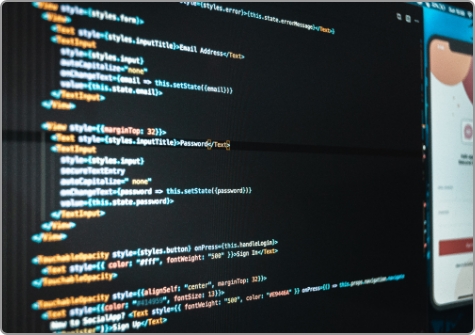 <View style={styles.form}>
style={styles.error}>{this.state.errorMessage}</Text>}
<View>
<Text style={styles.inputTitle}>Email Address</Text>
<TextInput
style={styles.input}
autoCapitalize="none"
onChangeText={email => this.setState({email})}
value={this.state.email}>
</TextInput>
</View>
<View style={{marginTop: 32}}>
<Text style={styles.inputTitle}>Password</Text>
<TextInput
style={styles.input}
secureTextEntry
autoCapitalize="none"
onChangeText={password => this.setState({password})}
value={this.state.password}>
</TextInput>
</View>
</View>
<TouchableOpacity style={styles.button} onPress={this.handleLogin}>
<Text style={{ color: "#fff", fontWeight: "500" }}>Sign In</Text>
</TouchableOpacity>
<TouchableOpacity style={{alignSelf: "center", marginTop: 32}}
<Text style={{ color: "#414959", fontSize: 13}}>
New to SocialApp? <Text style={{ fontWeight: "500", color: "#E9446A" }} onPress={() => this.props.navigation.navigate
}>Sign Up</Text>